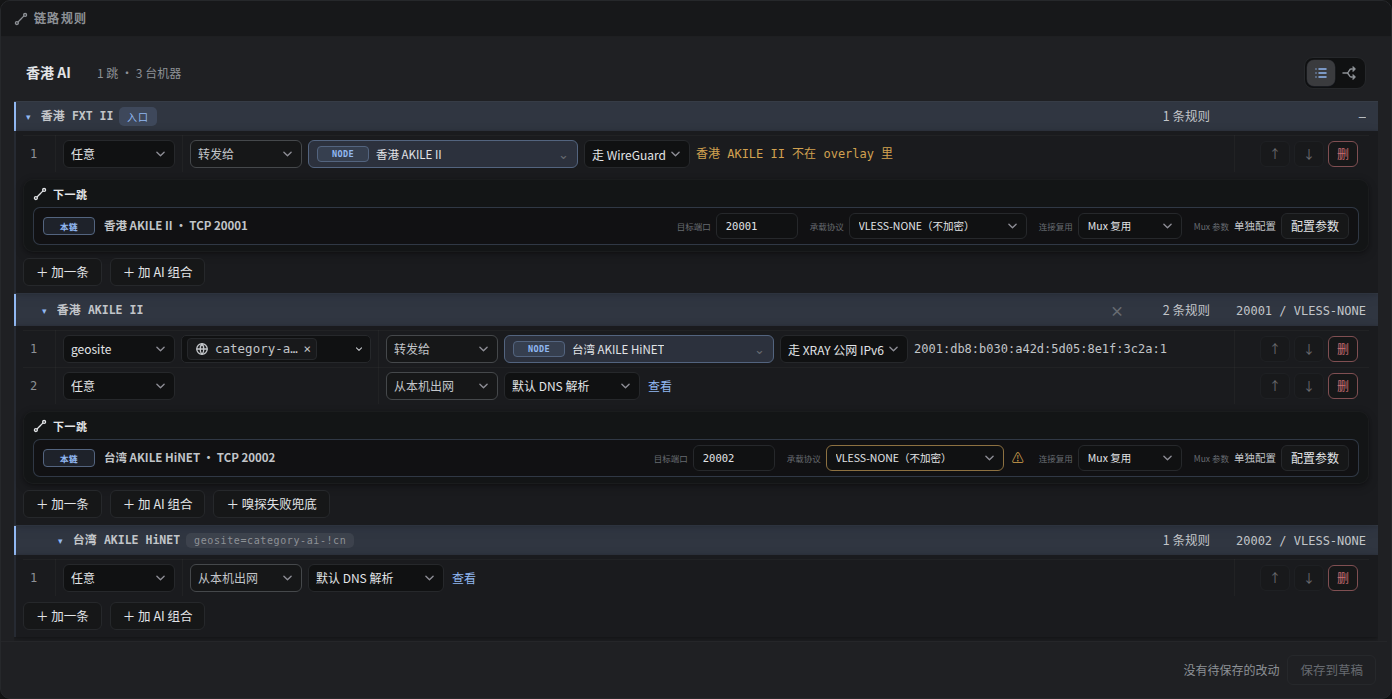 链路规则
香港 AI 1 跳 · 3 台机器
▾ 香港 FXT II 入口 1 条规则 −
1 任意 转发给 NODE 香港 AKILE II 走 WireGuard 香港 AKILE II 不在 overlay 里 ↑ ↓ 删
下一跳
本链 香港 AKILE II · TCP 20001 目标端口 20001 承载协议 VLESS-NONE（不加密） 连接复用 Mux 复用 Mux 参数 单独配置 配置参数
＋ 加一条 ＋ 加 AI 组合
▾ 香港 AKILE II × 2 条规则 20001 / VLESS-NONE
1 geosite category-a… × 转发给 NODE 台湾 AKILE HiNET 走 XRAY 公网 IPv6 2001:db8:b030:a42d:5d05:8e1f:3c2a:1 ↑ ↓ 删
2 任意 从本机出网 默认 DNS 解析 查看 ↑ ↓ 删
下一跳
本链 台湾 AKILE HiNET · TCP 20002 目标端口 20002 承载协议 VLESS-NONE（不加密） 连接复用 Mux 复用 Mux 参数 单独配置 配置参数
＋ 加一条 ＋ 加 AI 组合 ＋ 嗅探失败兜底
▾ 台湾 AKILE HiNET geosite=category-ai-!cn 1 条规则 20002 / VLESS-NONE
1 任意 从本机出网 默认 DNS 解析 查看 ↑ ↓ 删
＋ 加一条 ＋ 加 AI 组合
没有待保存的改动 保存到草稿